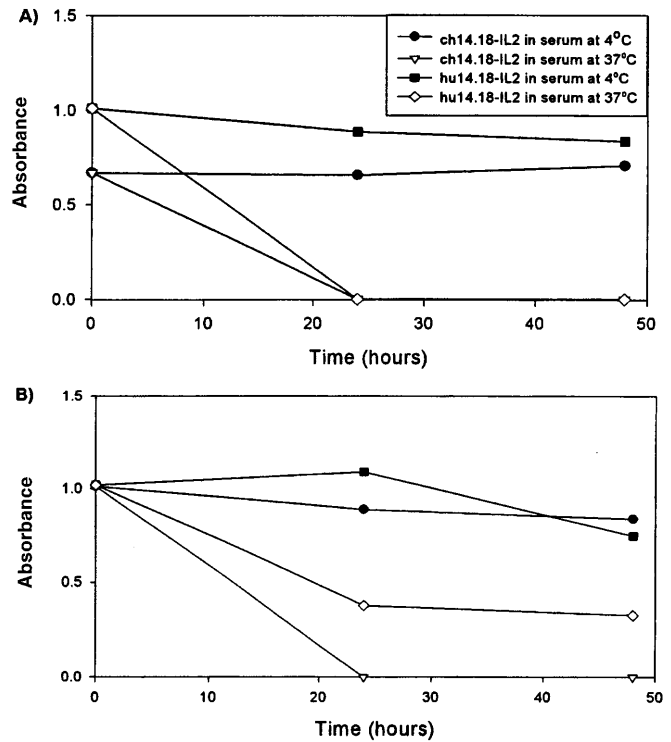 A)
1.5
1.0
0.5
0.0
Absorbance
ch14.18-IL2 in serum at 4°C
ch14.18-IL2 in serum at 37°C
hu14.18-IL2 in serum at 4°C
hu14.18-IL2 in serum at 37°C
0 10 20 30 40 50
Time (hours)
B)
1.5
1.0
0.5
0.0
Absorbance
0 10 20 30 40 50
Time (hours)